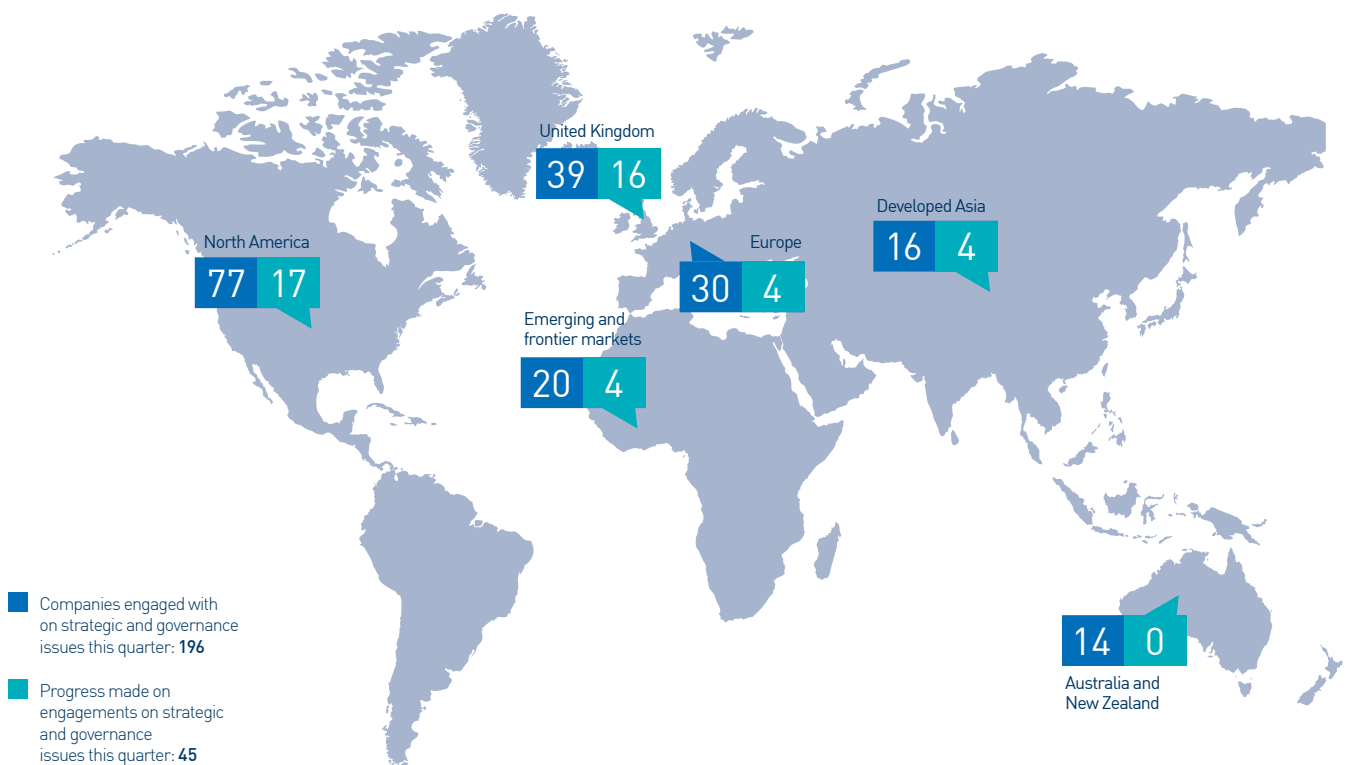 United Kingdom
39 16
Developed Asia
16 4
North America
77 17
Europe
30 4
Emerging and
frontier markets
20 4
14 0
Australia and
New Zealand
Companies engaged with
on strategic and governance
issues this quarter: 196
Progress made on
engagements on strategic
and governance
issues this quarter: 45